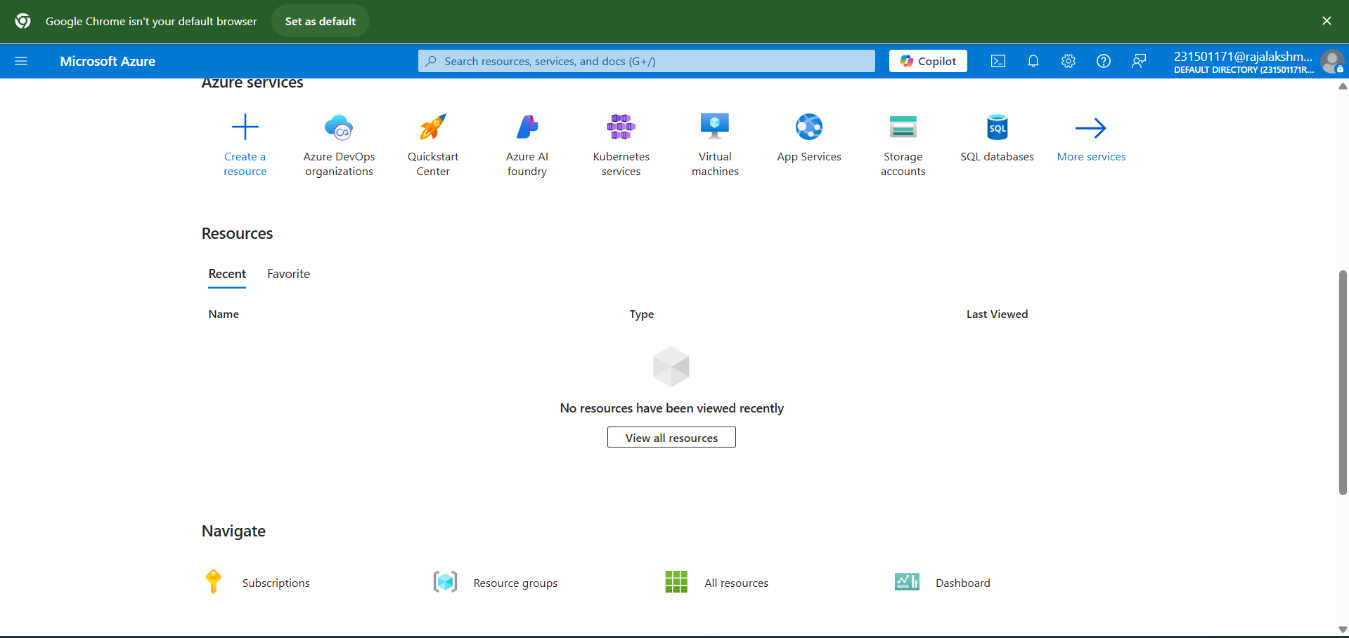 Google Chrome isn't your default browser
Set as default
Microsoft Azure
Search resources, services, and docs (G+/)
Copilot
231501171@rajalakshm...
DEFAULT DIRECTORY (231501171R...
Azure services
Create a
resource
Azure DevOps
organizations
Quickstart
Center
Azure AI
foundry
Kubernetes
services
Virtual
machines
App Services
Storage
accounts
SQL
SQL databases
More services
Resources
Recent
Favorite
Name
Type
Last Viewed
No resources have been viewed recently
View all resources
Navigate
Subscriptions
Resource groups
All resources
Dashboard